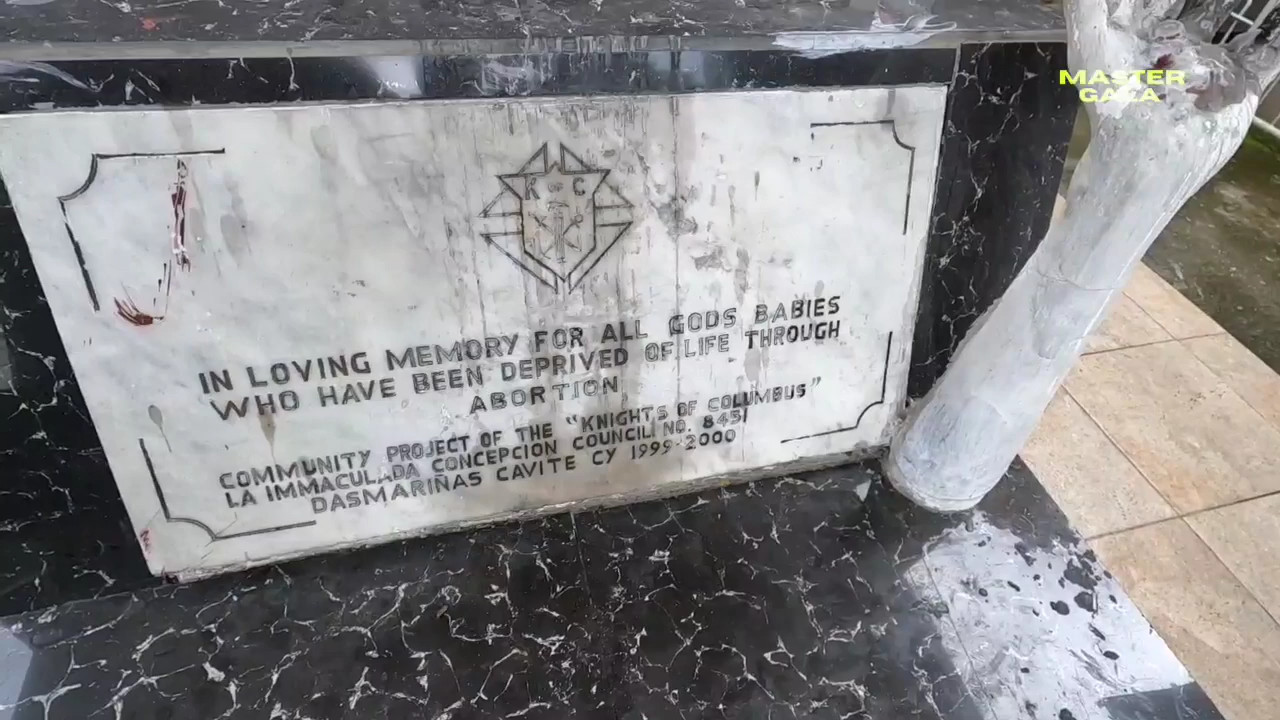 MASTER
GALA
K OF C
IN LOVING MEMORY FOR ALL GODS BABIES
WHO HAVE BEEN DEPRIVED OF LIFE THROUGH
ABORTION
COMMUNITY PROJECT OF THE "KNIGHTS OF COLUMBUS"
LA IMMACULADA CONCEPCION COUNCIL NO. 8451
DASMARIÑAS CAVITE CY 1999-2000